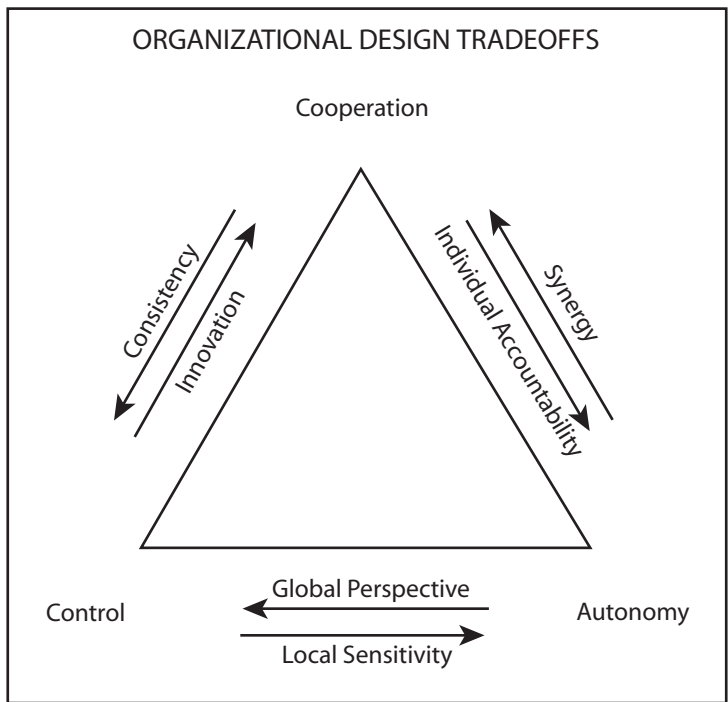 ORGANIZATIONAL DESIGN TRADEOFFS
Cooperation
Consistency
Innovation
Individual Accountability
Synergy
Global Perspective
Control
Autonomy
Local Sensitivity